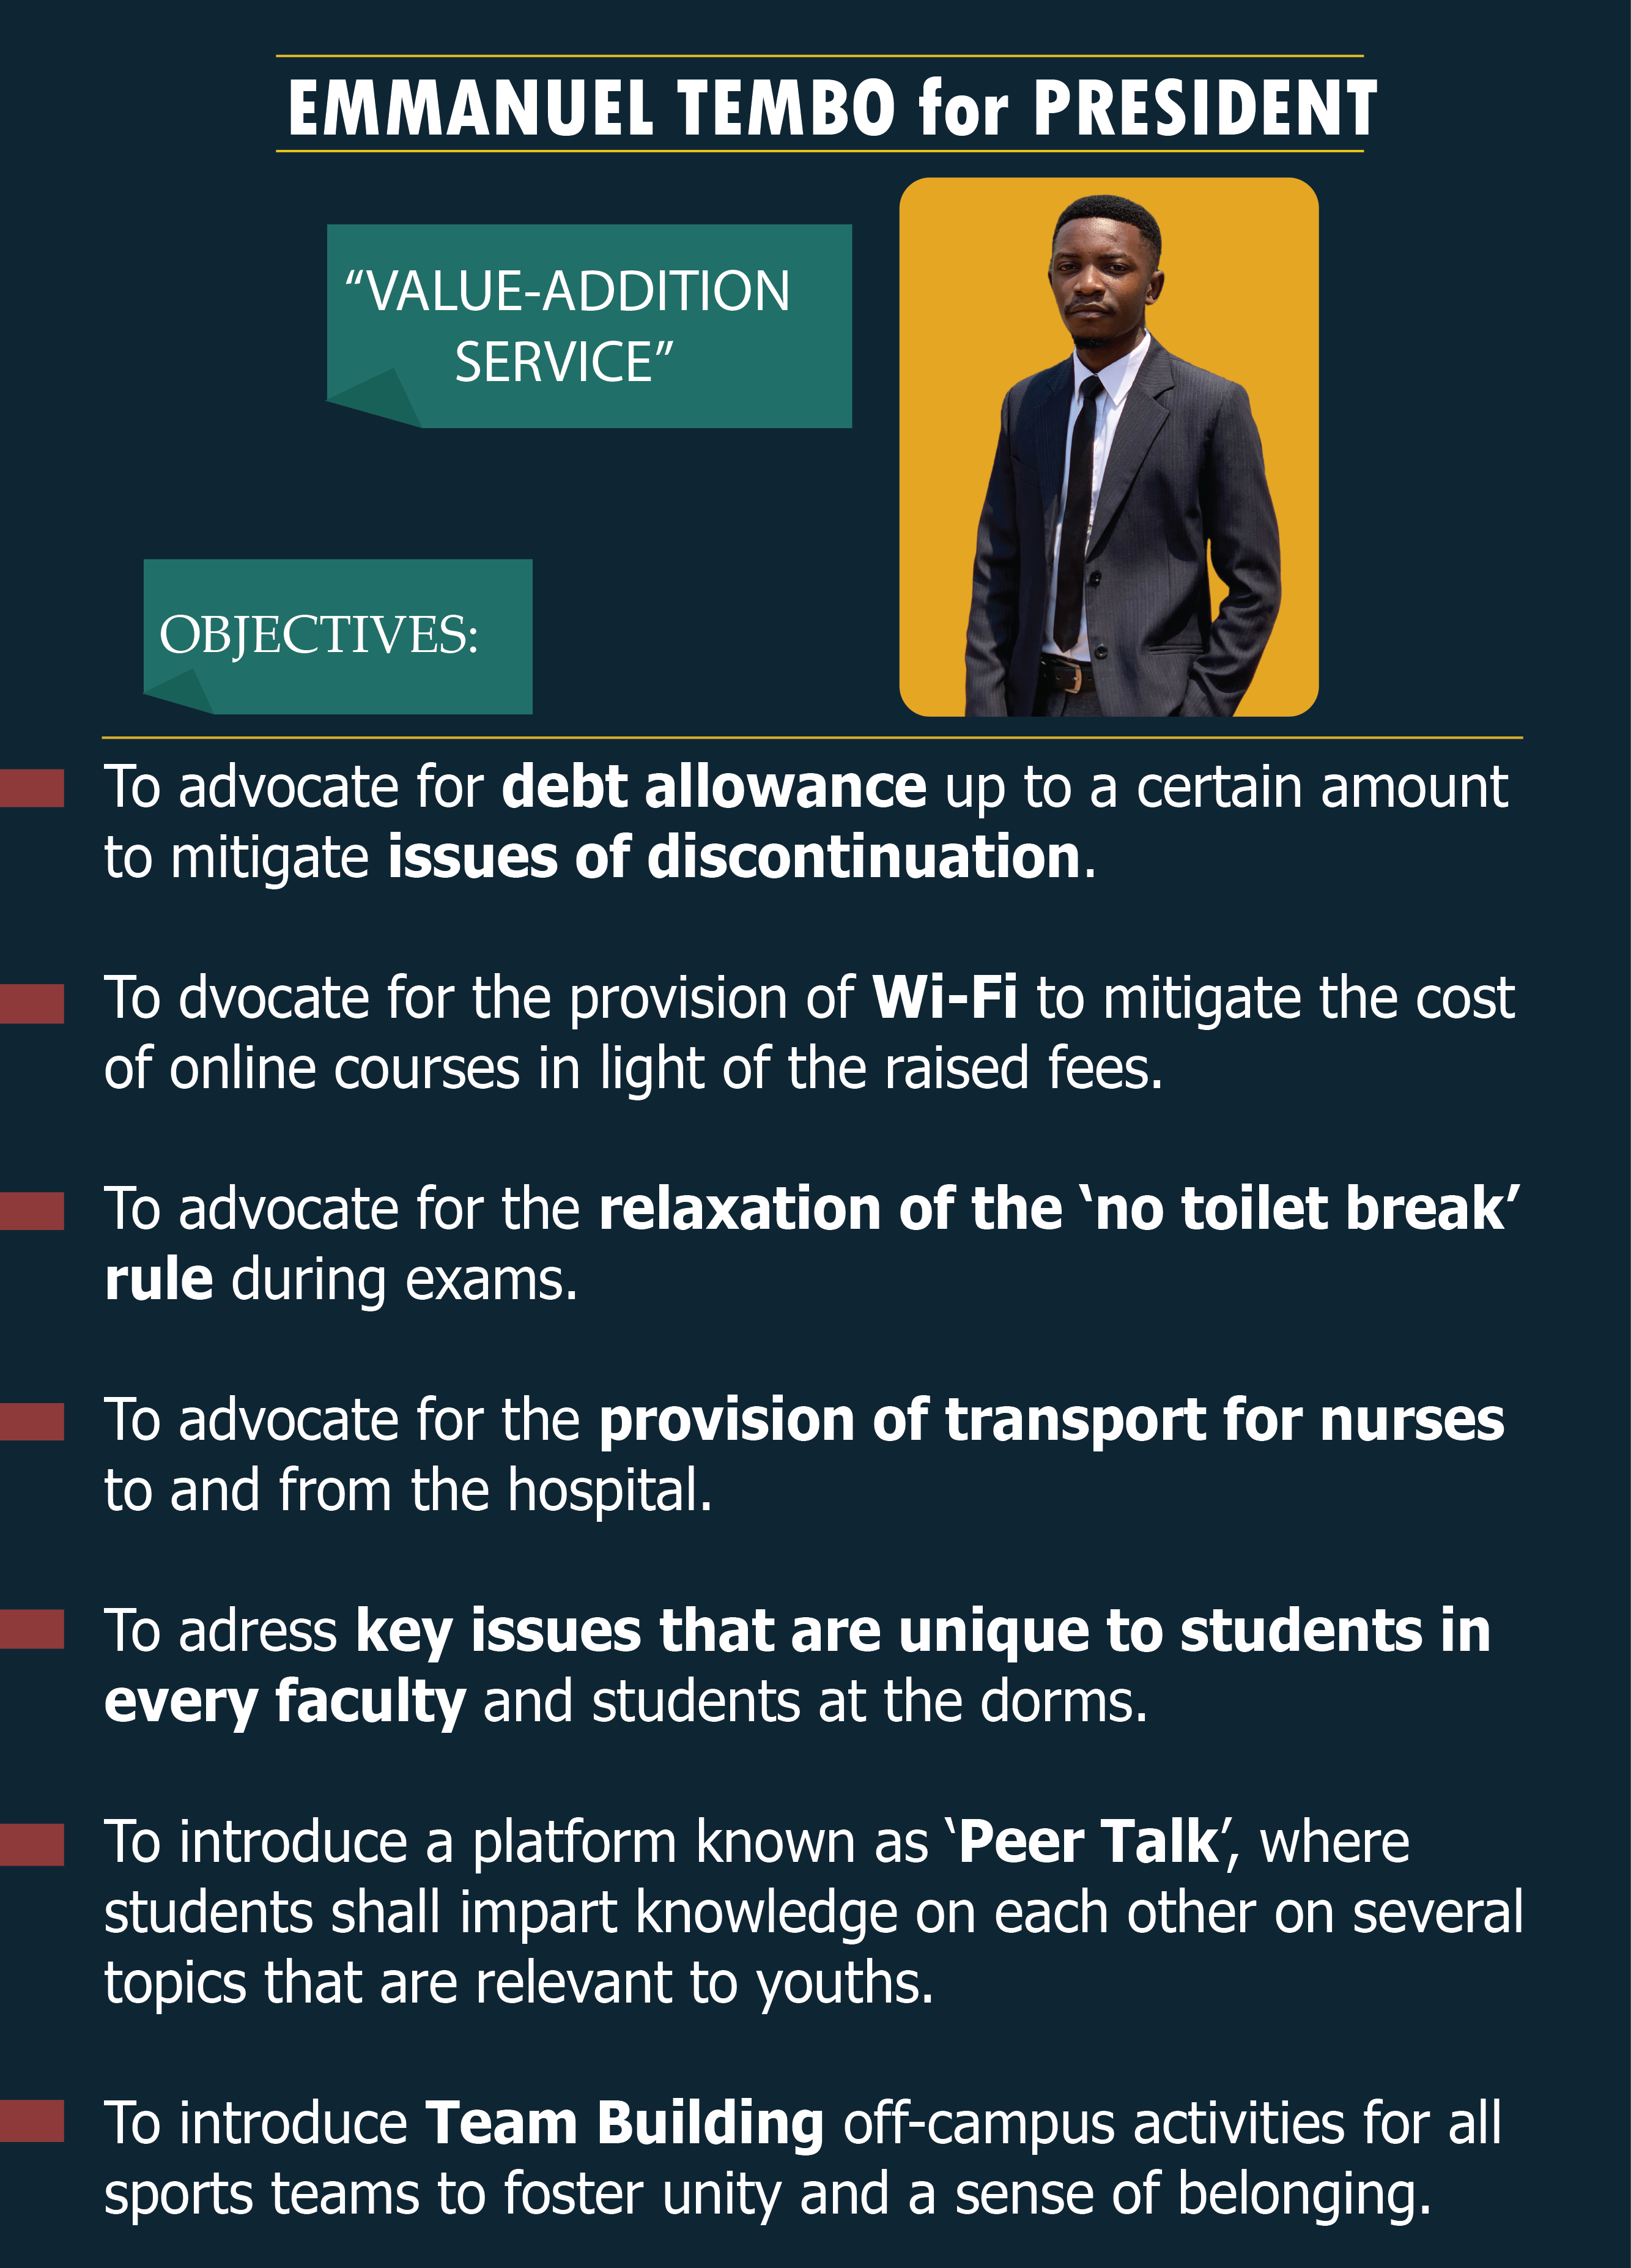 EMMANUEL TEMBO for PRESIDENT
“VALUE-ADDITION
SERVICE”
OBJECTIVES:
To advocate for debt allowance up to a certain amount
to mitigate issues of discontinuation.
To dvocate for the provision of Wi-Fi to mitigate the cost
of online courses in light of the raised fees.
To advocate for the relaxation of the ‘no toilet break’
rule during exams.
To advocate for the provision of transport for nurses
to and from the hospital.
To adress key issues that are unique to students in
every faculty and students at the dorms.
To introduce a platform known as ‘Peer Talk’, where
students shall impart knowledge on each other on several
topics that are relevant to youths.
To introduce Team Building off-campus activities for all
sports teams to foster unity and a sense of belonging.